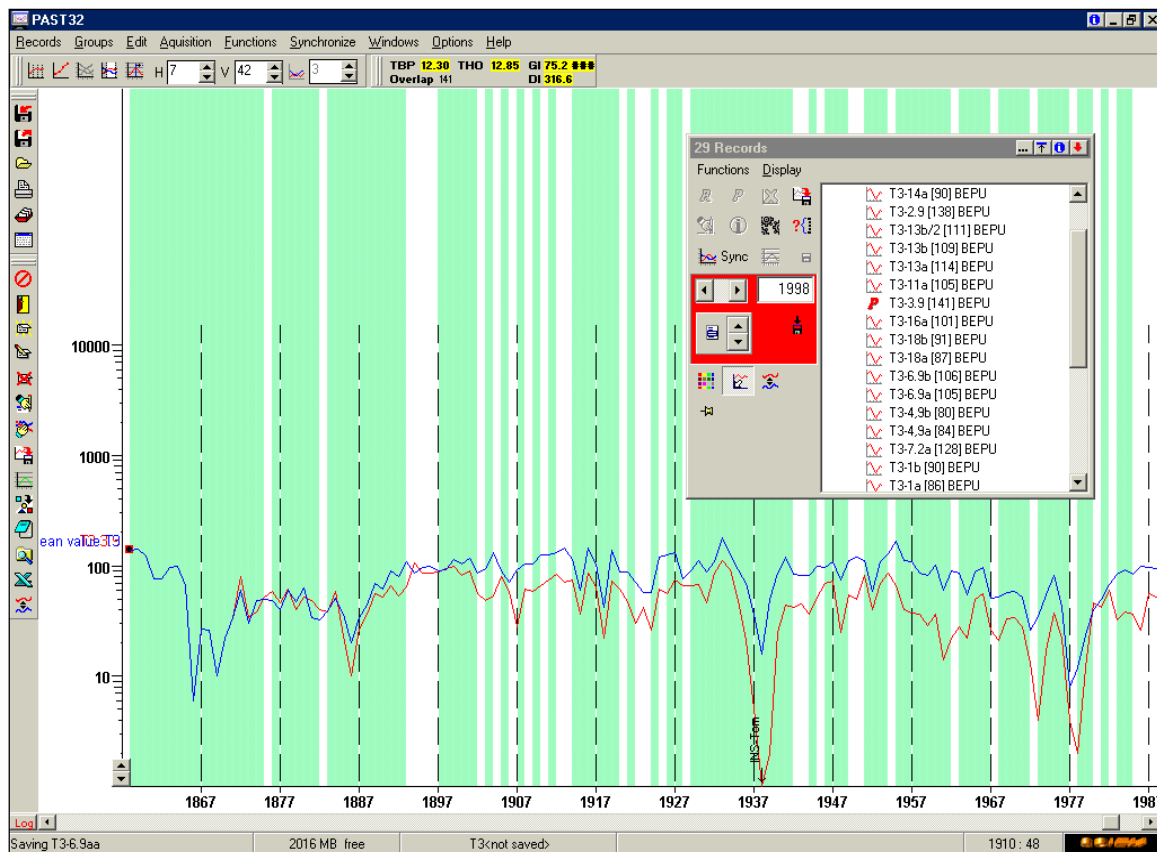 PAST32
Records Groups Edit Aquisition Functions Synchronize Windows Options Help
H 7 V 42 3
TBP 12.30 THO 12.85 GI 75.2 ###
Overlap 141 DI 316.6
29 Records
Functions Display
R P
?{
Sync
1998
T3-14a [90] BEPU
T3-2.9 [138] BEPU
T3-13b/2 [111] BEPU
T3-13b [109] BEPU
T3-13a [114] BEPU
T3-11a [105] BEPU
P T3-3.9 [141] BEPU
T3-16a [101] BEPU
T3-18b [91] BEPU
T3-18a [87] BEPU
T3-6.9b [106] BEPU
T3-6.9a [105] BEPU
T3-4,9b [80] BEPU
T3-4,9a [84] BEPU
T3-7.2a [128] BEPU
T3-1b [90] BEPU
T3-1a [86] BEPU
10000
1000
ean value
100
10
INS-Tom
1867 1877 1887 1897 1907 1917 1927 1937 1947 1957 1967 1977 1987
Log
Saving T3-6.9aa 2016 MB free T3<not saved> 1910 : 48